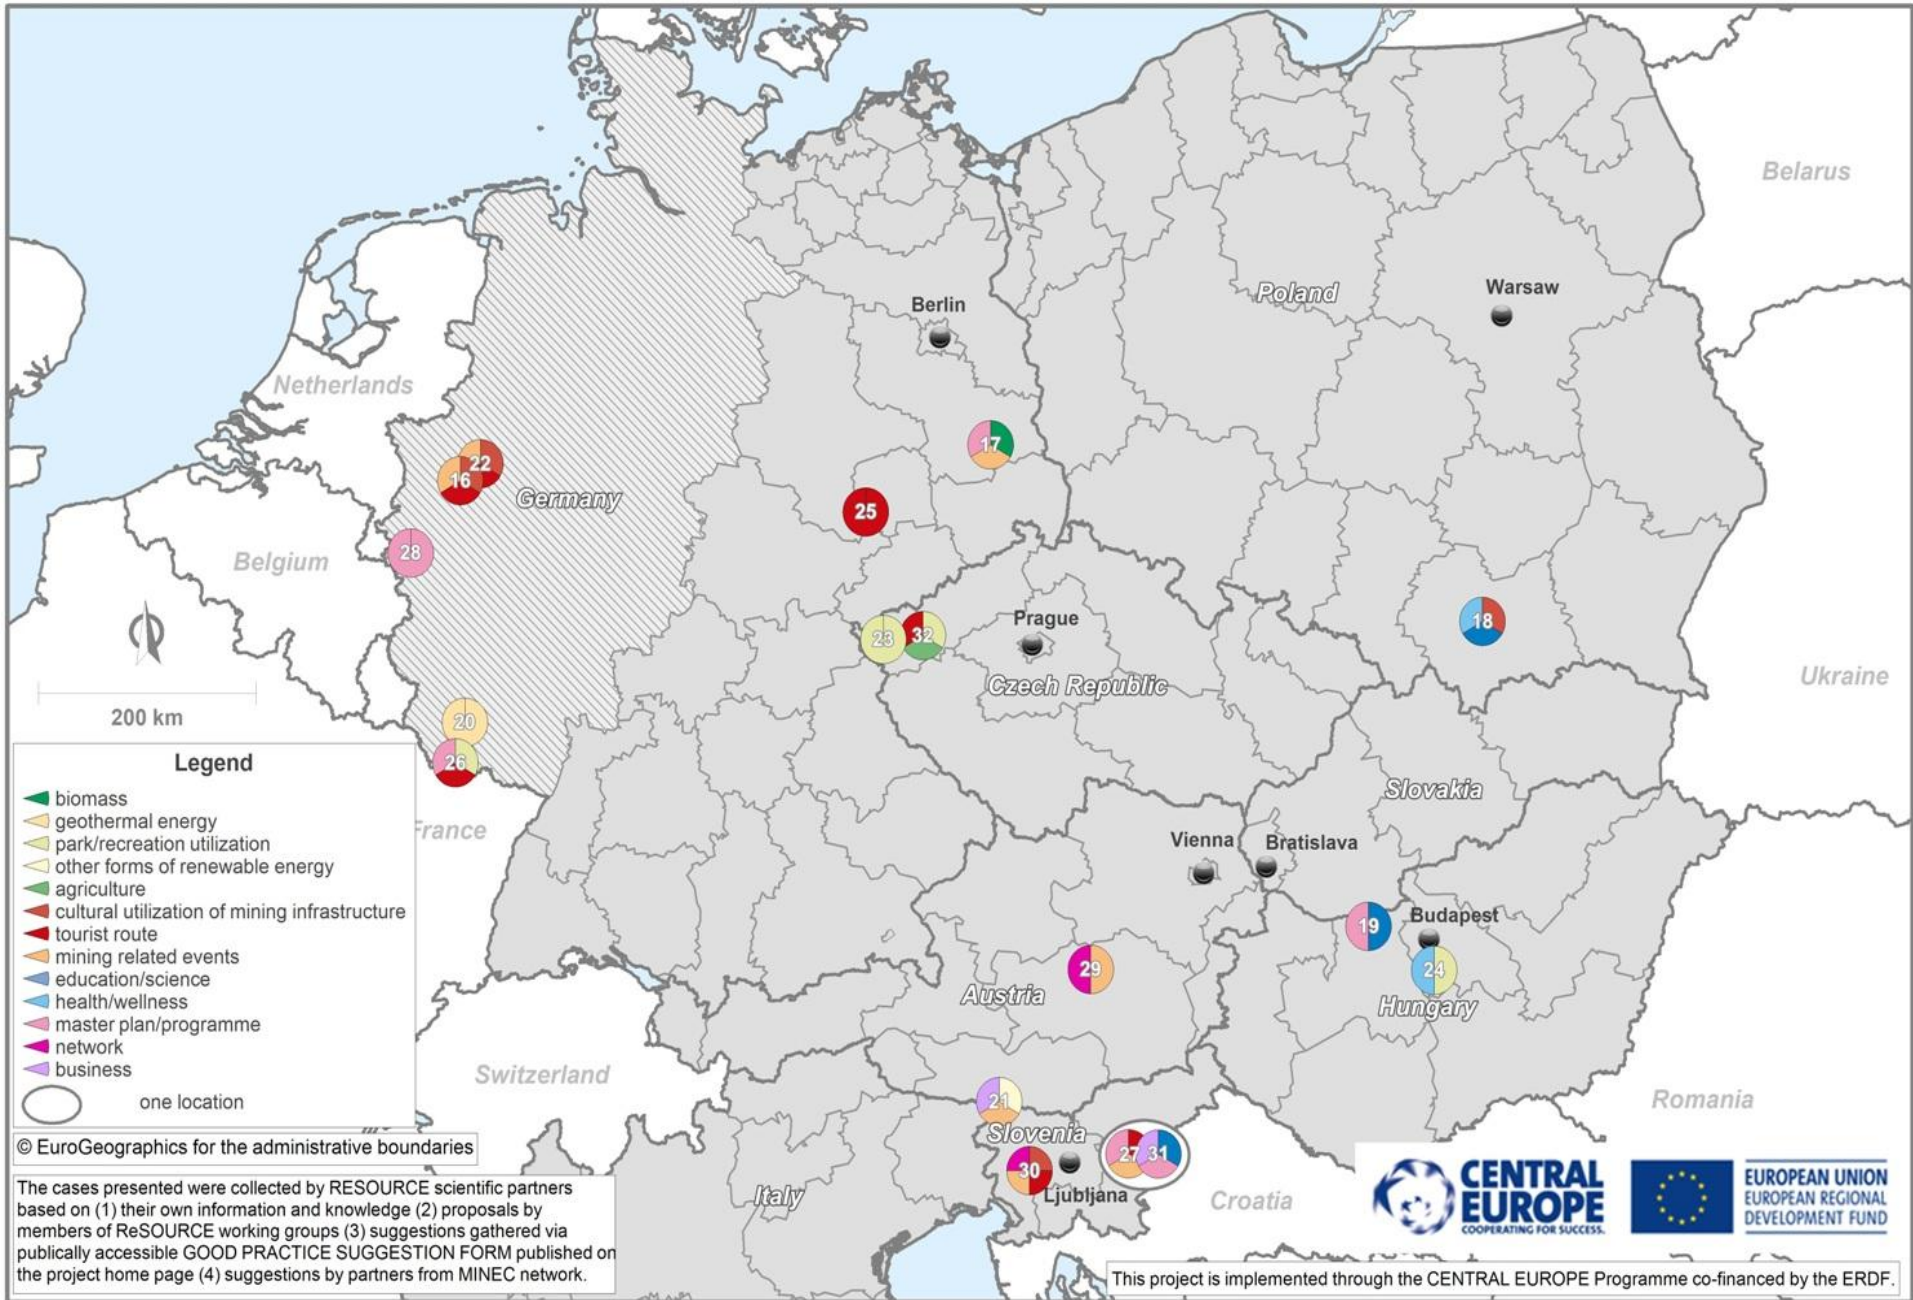 Belarus
Poland
Warsaw
Berlin
Netherlands
17
22
16
Germany
25
28
Belgium
Prague
18
23
32
Czech Republic
Ukraine
200 km
20
26
Slovakia
France
Vienna
Bratislava
19
Budapest
24
Hungary
29
Austria
Switzerland
Romania
21
Slovenia
27
31
30
Ljubljana
Italy
Croatia
Legend
biomass
geothermal energy
park/recreation utilization
other forms of renewable energy
agriculture
cultural utilization of mining infrastructure
tourist route
mining related events
education/science
health/wellness
master plan/programme
network
business
one location
© EuroGeographics for the administrative boundaries
The cases presented were collected by RESOURCE scientific partners
based on (1) their own information and knowledge (2) proposals by
members of ReSOURCE working groups (3) suggestions gathered via
publically accessible GOOD PRACTICE SUGGESTION FORM published on
the project home page (4) suggestions by partners from MINEC network.
CENTRAL
EUROPE
COOPERATING FOR SUCCESS.
EUROPEAN UNION
EUROPEAN REGIONAL
DEVELOPMENT FUND
This project is implemented through the CENTRAL EUROPE Programme co-financed by the ERDF.